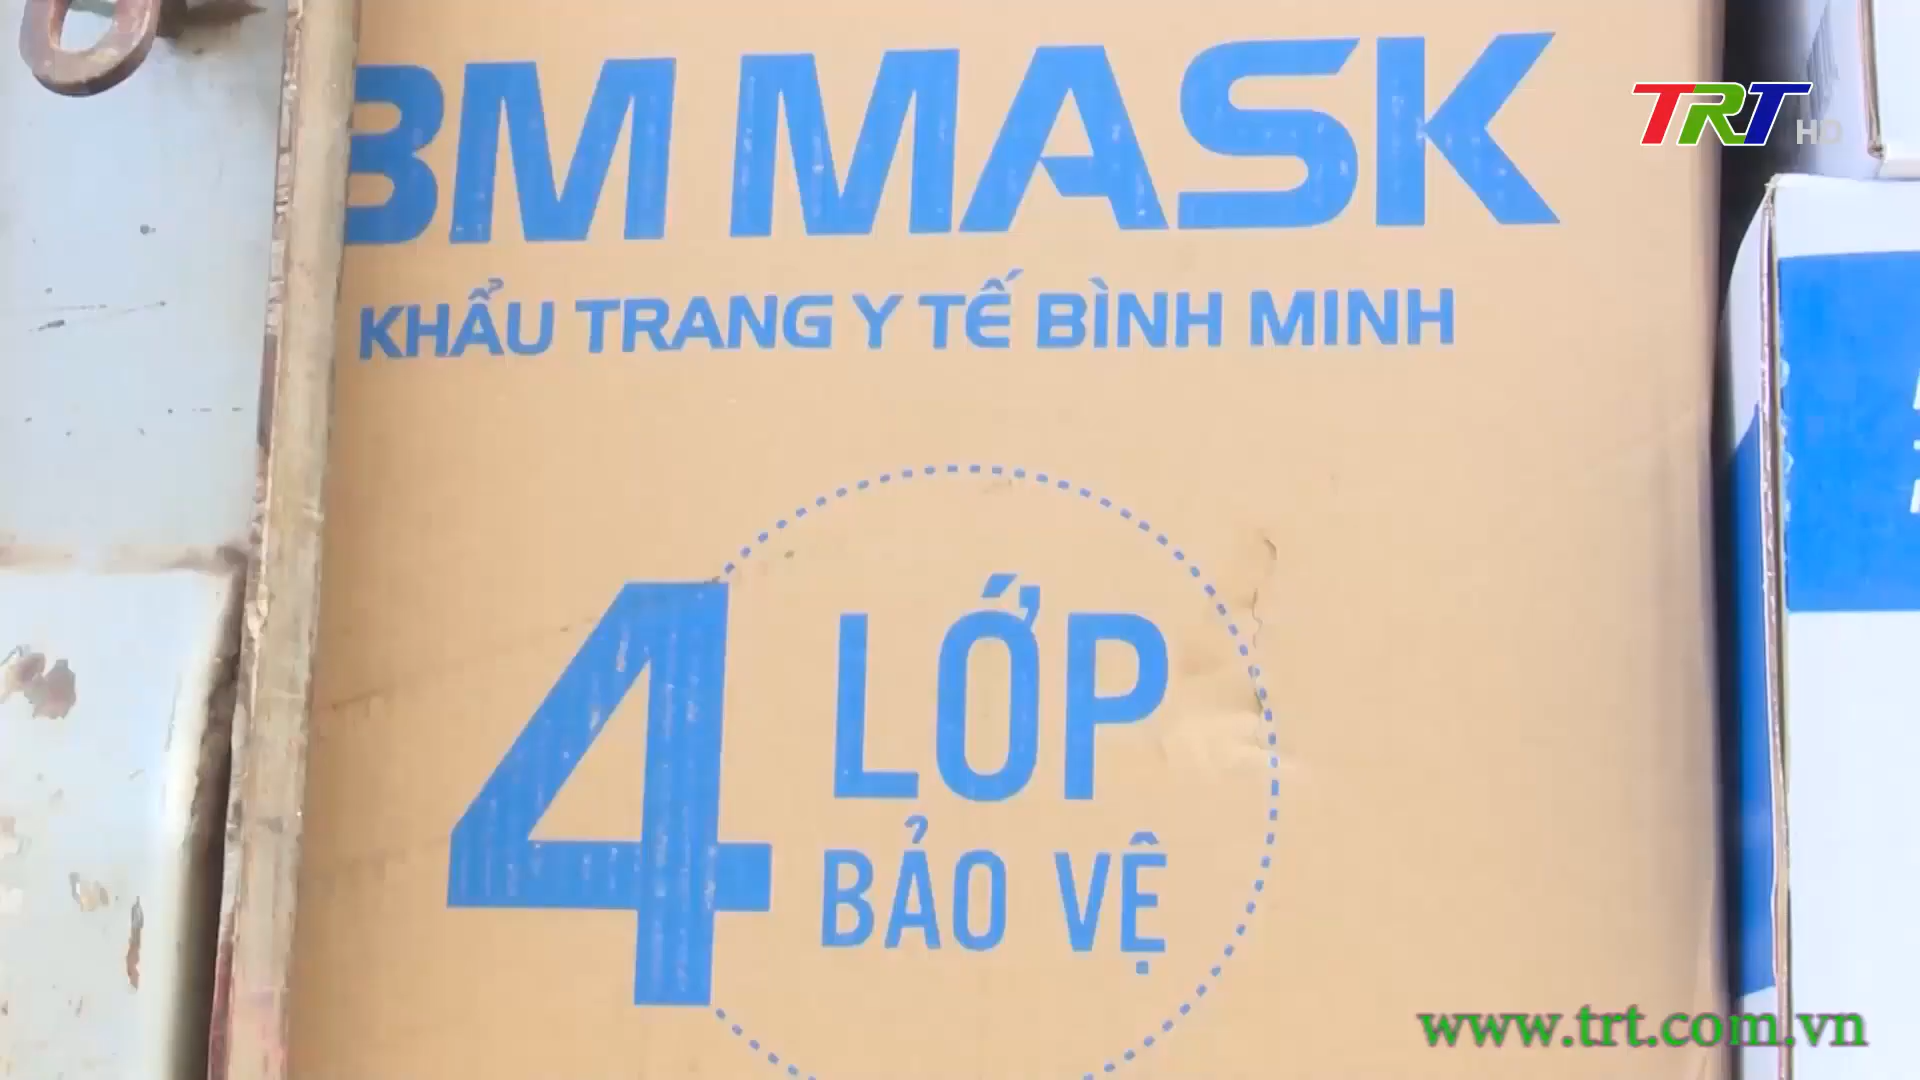 BM MASK
TRT HD
KHẨU TRANG Y TẾ BÌNH MINH
4 LỚP
BẢO VỆ
www.trt.com.vn